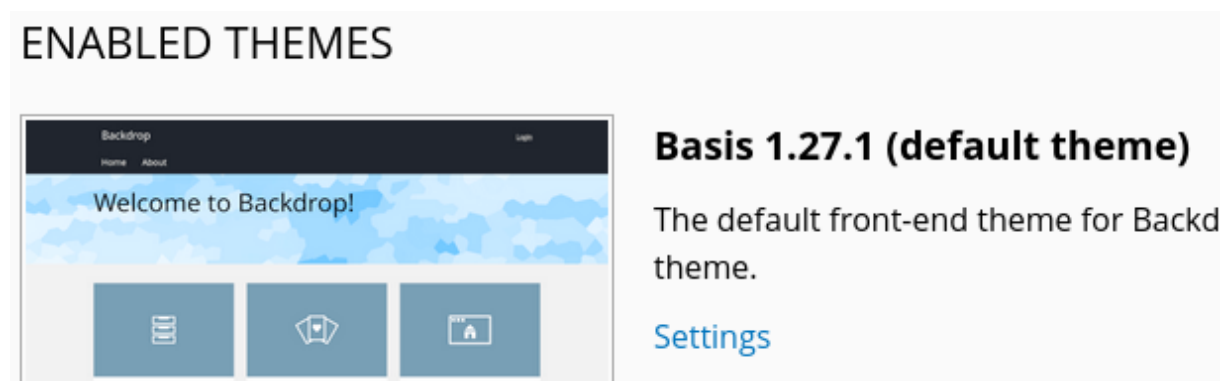 ENABLED THEMES
Backdrop
Login
Home About
Welcome to Backdrop!
Basis 1.27.1 (default theme)
The default front-end theme for Backd
theme.
Settings